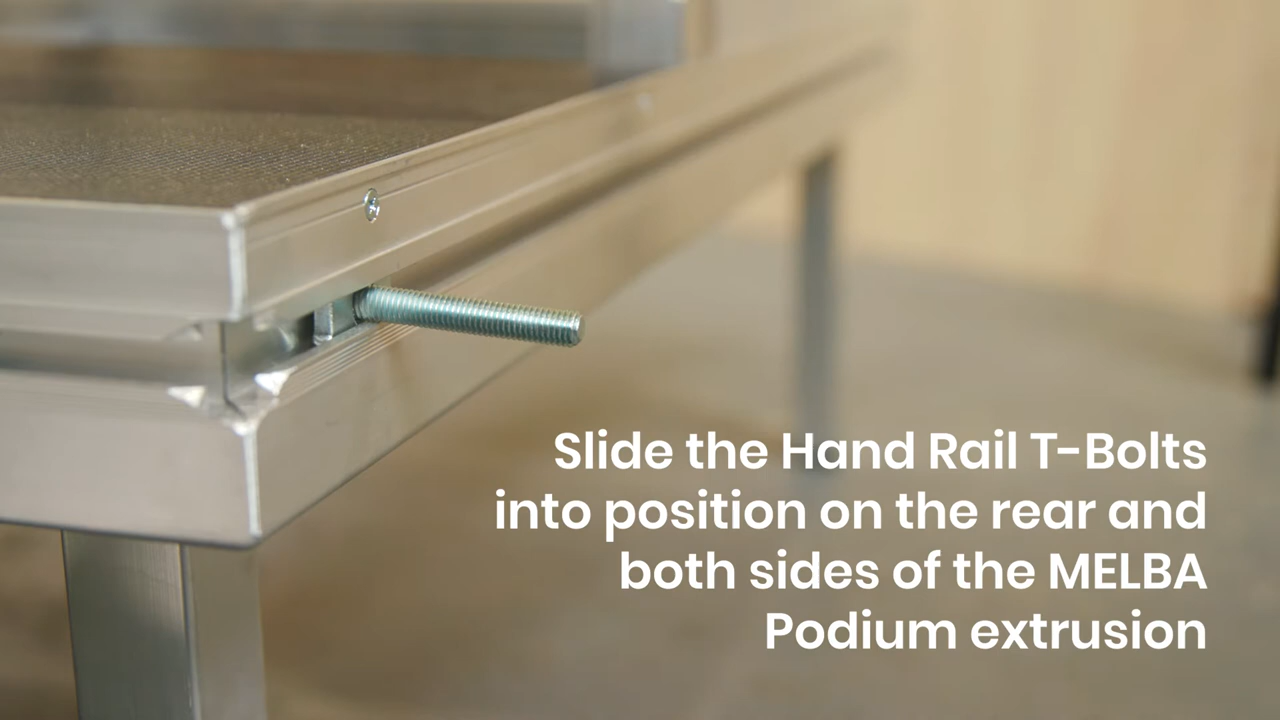 Slide the Hand Rail T-Bolts
into position on the rear and
both sides of the MELBA
Podium extrusion